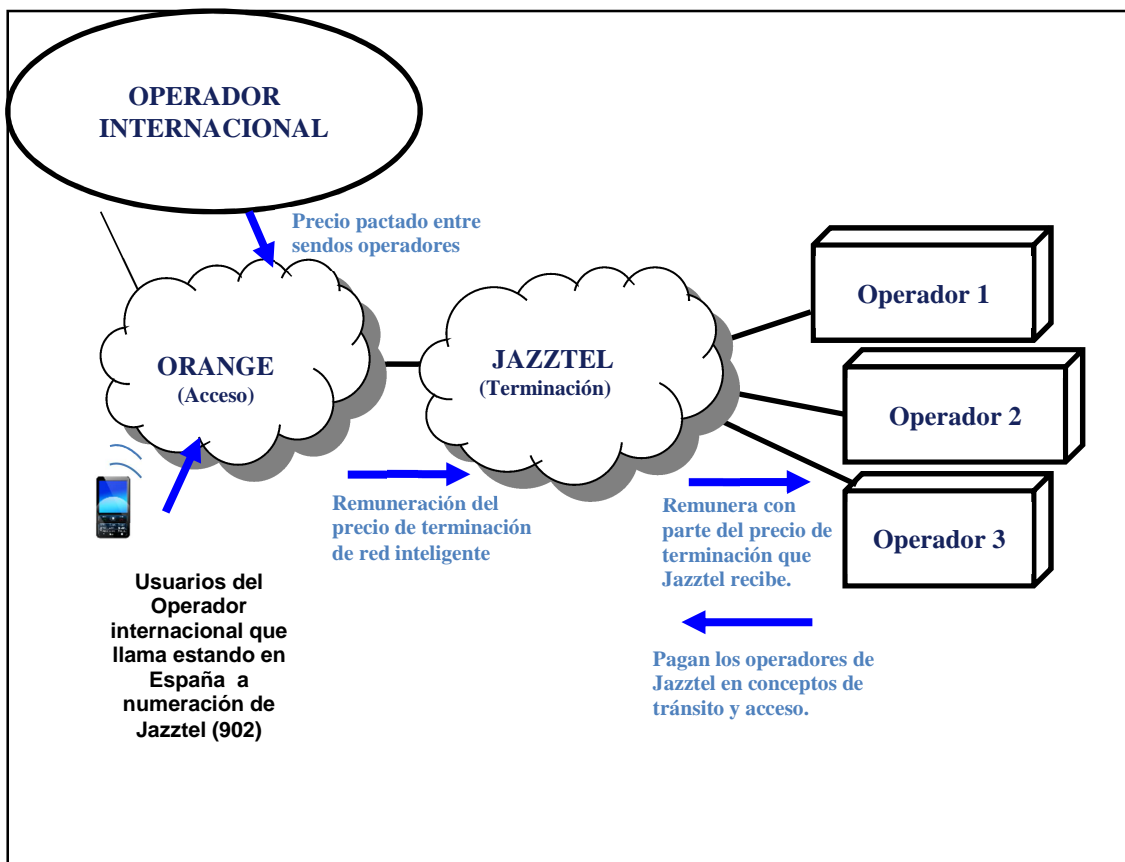 OPERADOR
INTERNACIONAL
Precio pactado entre
sendos operadores
ORANGE
(Acceso)
JAZZTEL
(Terminación)
Operador 1
Operador 2
Operador 3
Remuneración del
precio de terminación
de red inteligente
Remunera con
parte del precio de
terminación que
Jazztel recibe.
Usuarios del
Operador
internacional que
llama estando en
España a
numeración de
Jazztel (902)
Pagan los operadores de
Jazztel en conceptos de
tránsito y acceso.